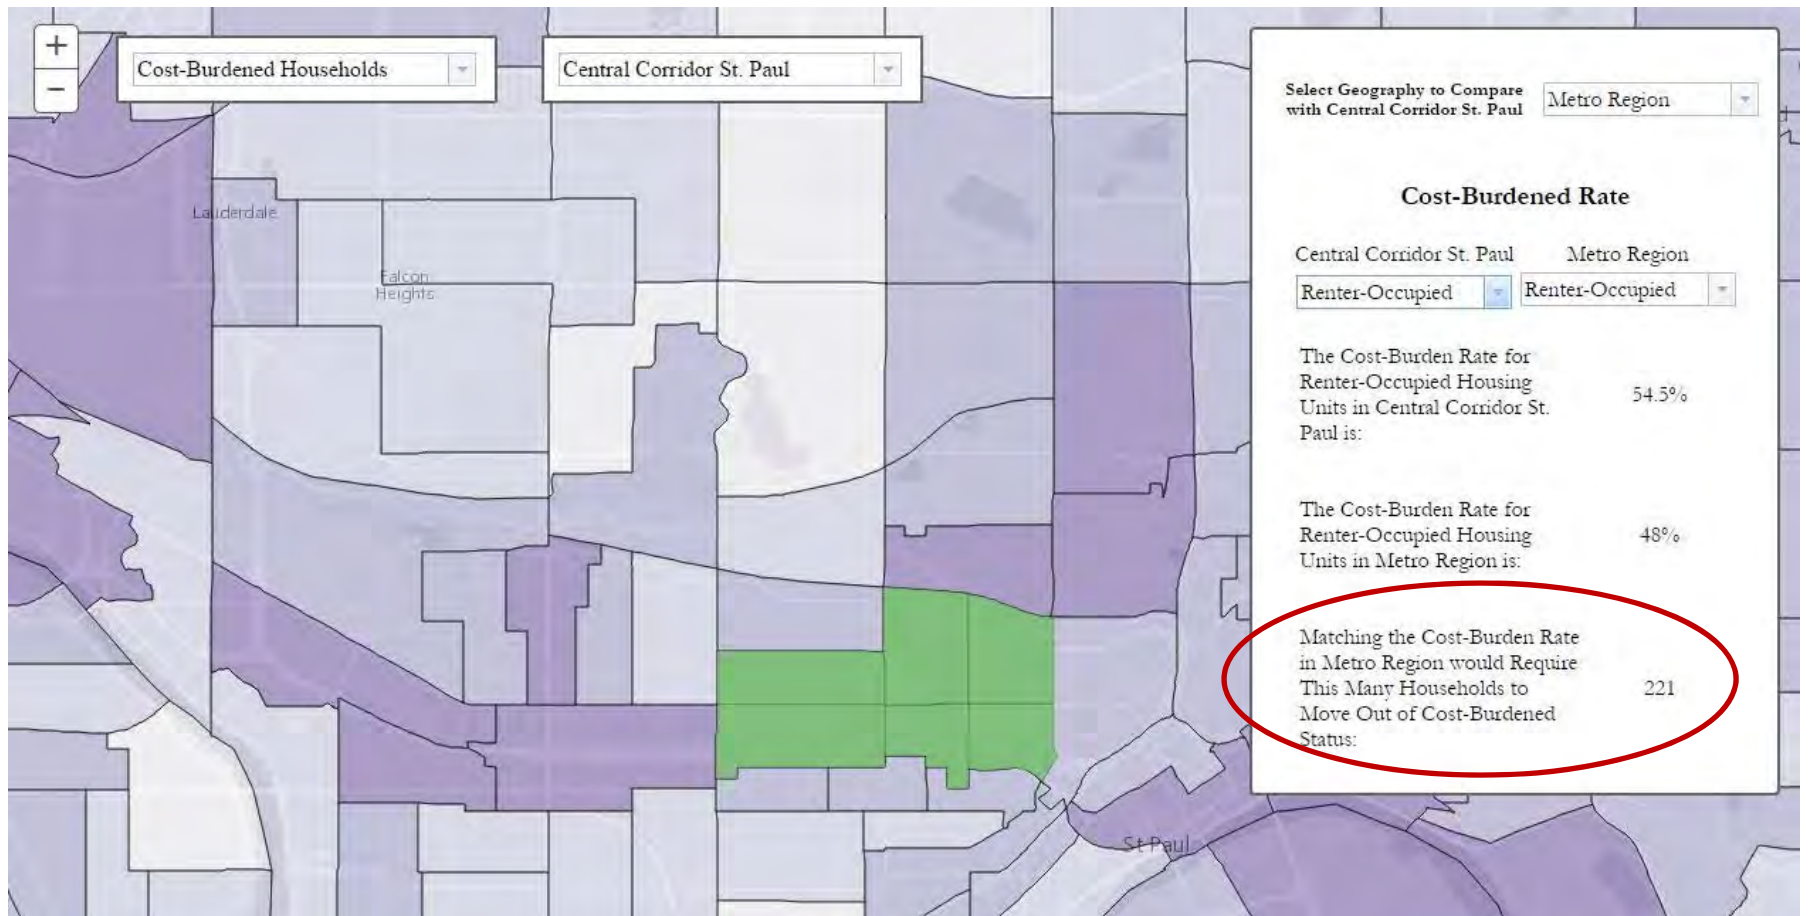 +
−
Cost-Burdened Households
Central Corridor St. Paul
Select Geography to Compare
with Central Corridor St. Paul
Metro Region
Cost-Burdened Rate
Central Corridor St. Paul
Metro Region
Renter-Occupied
Renter-Occupied
The Cost-Burden Rate for
Renter-Occupied Housing
Units in Central Corridor St.
Paul is:
54.5%
The Cost-Burden Rate for
Renter-Occupied Housing
Units in Metro Region is:
48%
Matching the Cost-Burden Rate
in Metro Region would Require
This Many Households to
Move Out of Cost-Burdened
Status:
221
Lauderdale
Falcon
Heights
St Paul